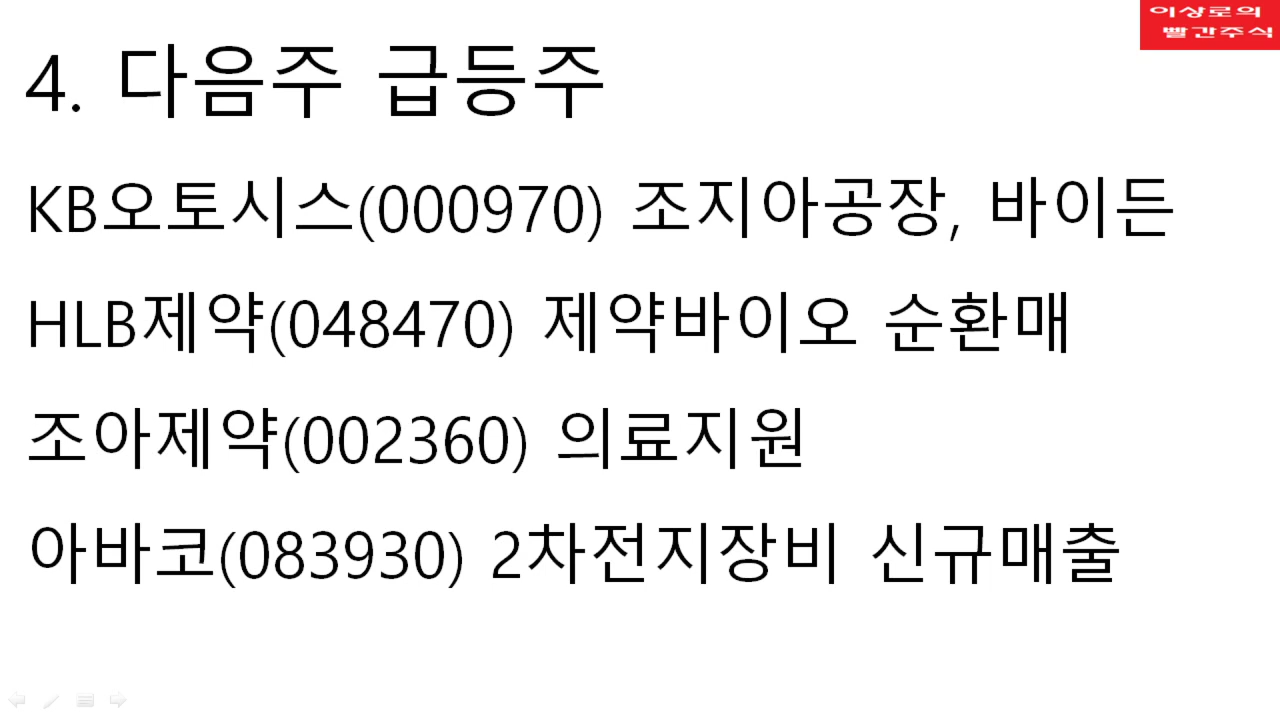 이상로의
빨간주식
4. 다음주 급등주
KB오토시스(000970) 조지아공장, 바이든
HLB제약(048470) 제약바이오 순환매
조아제약(002360) 의료지원
아바코(083930) 2차전지장비 신규매출